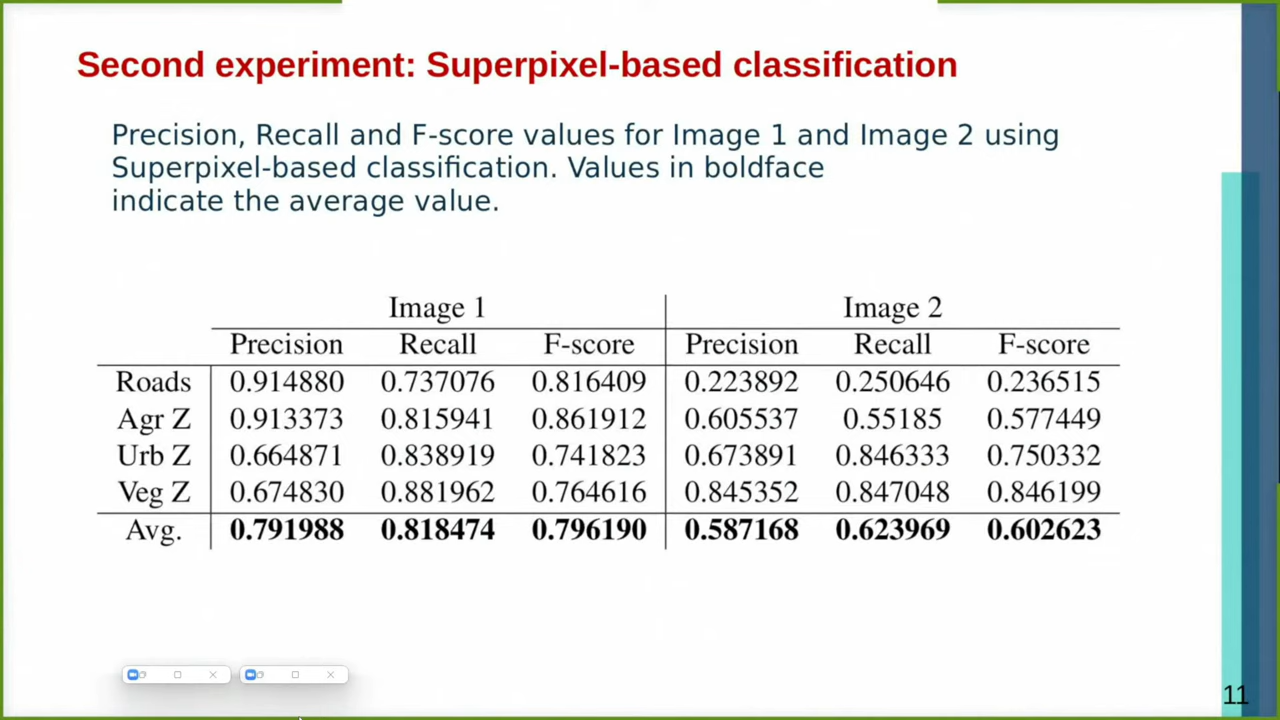 Second experiment: Superpixel-based classification
Precision, Recall and F-score values for Image 1 and Image 2 using
Superpixel-based classification. Values in boldface
indicate the average value.
Image 1 Image 2
Precision Recall F-score Precision Recall F-score
Roads 0.914880 0.737076 0.816409 0.223892 0.250646 0.236515
Agr Z 0.913373 0.815941 0.861912 0.605537 0.55185 0.577449
Urb Z 0.664871 0.838919 0.741823 0.673891 0.846333 0.750332
Veg Z 0.674830 0.881962 0.764616 0.845352 0.847048 0.846199
Avg. 0.791988 0.818474 0.796190 0.587168 0.623969 0.602623
11